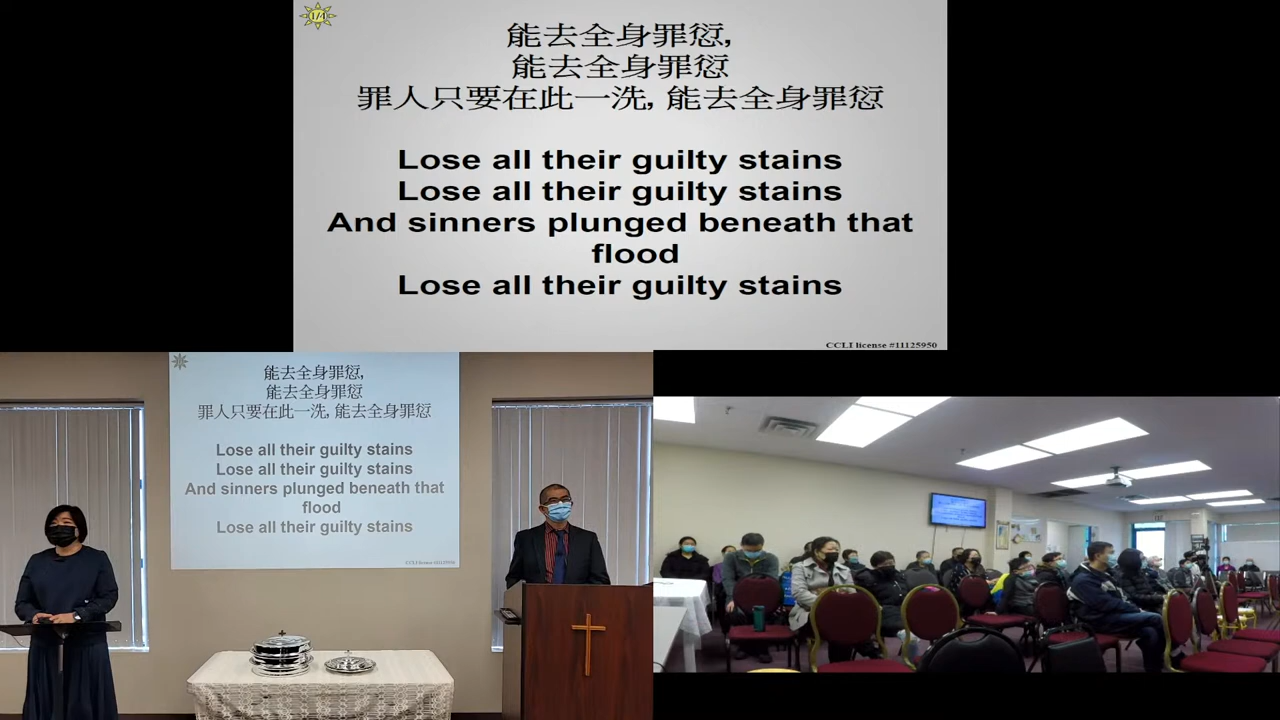 1/4
能去全身罪愆,
能去全身罪愆
罪人只要在此一洗, 能去全身罪愆
Lose all their guilty stains
Lose all their guilty stains
And sinners plunged beneath that
flood
Lose all their guilty stains
CCLI license #11125950
能去全身罪愆,
能去全身罪愆
罪人只要在此一洗, 能去全身罪愆
Lose all their guilty stains
Lose all their guilty stains
And sinners plunged beneath that
flood
Lose all their guilty stains
CCLI license #11125950